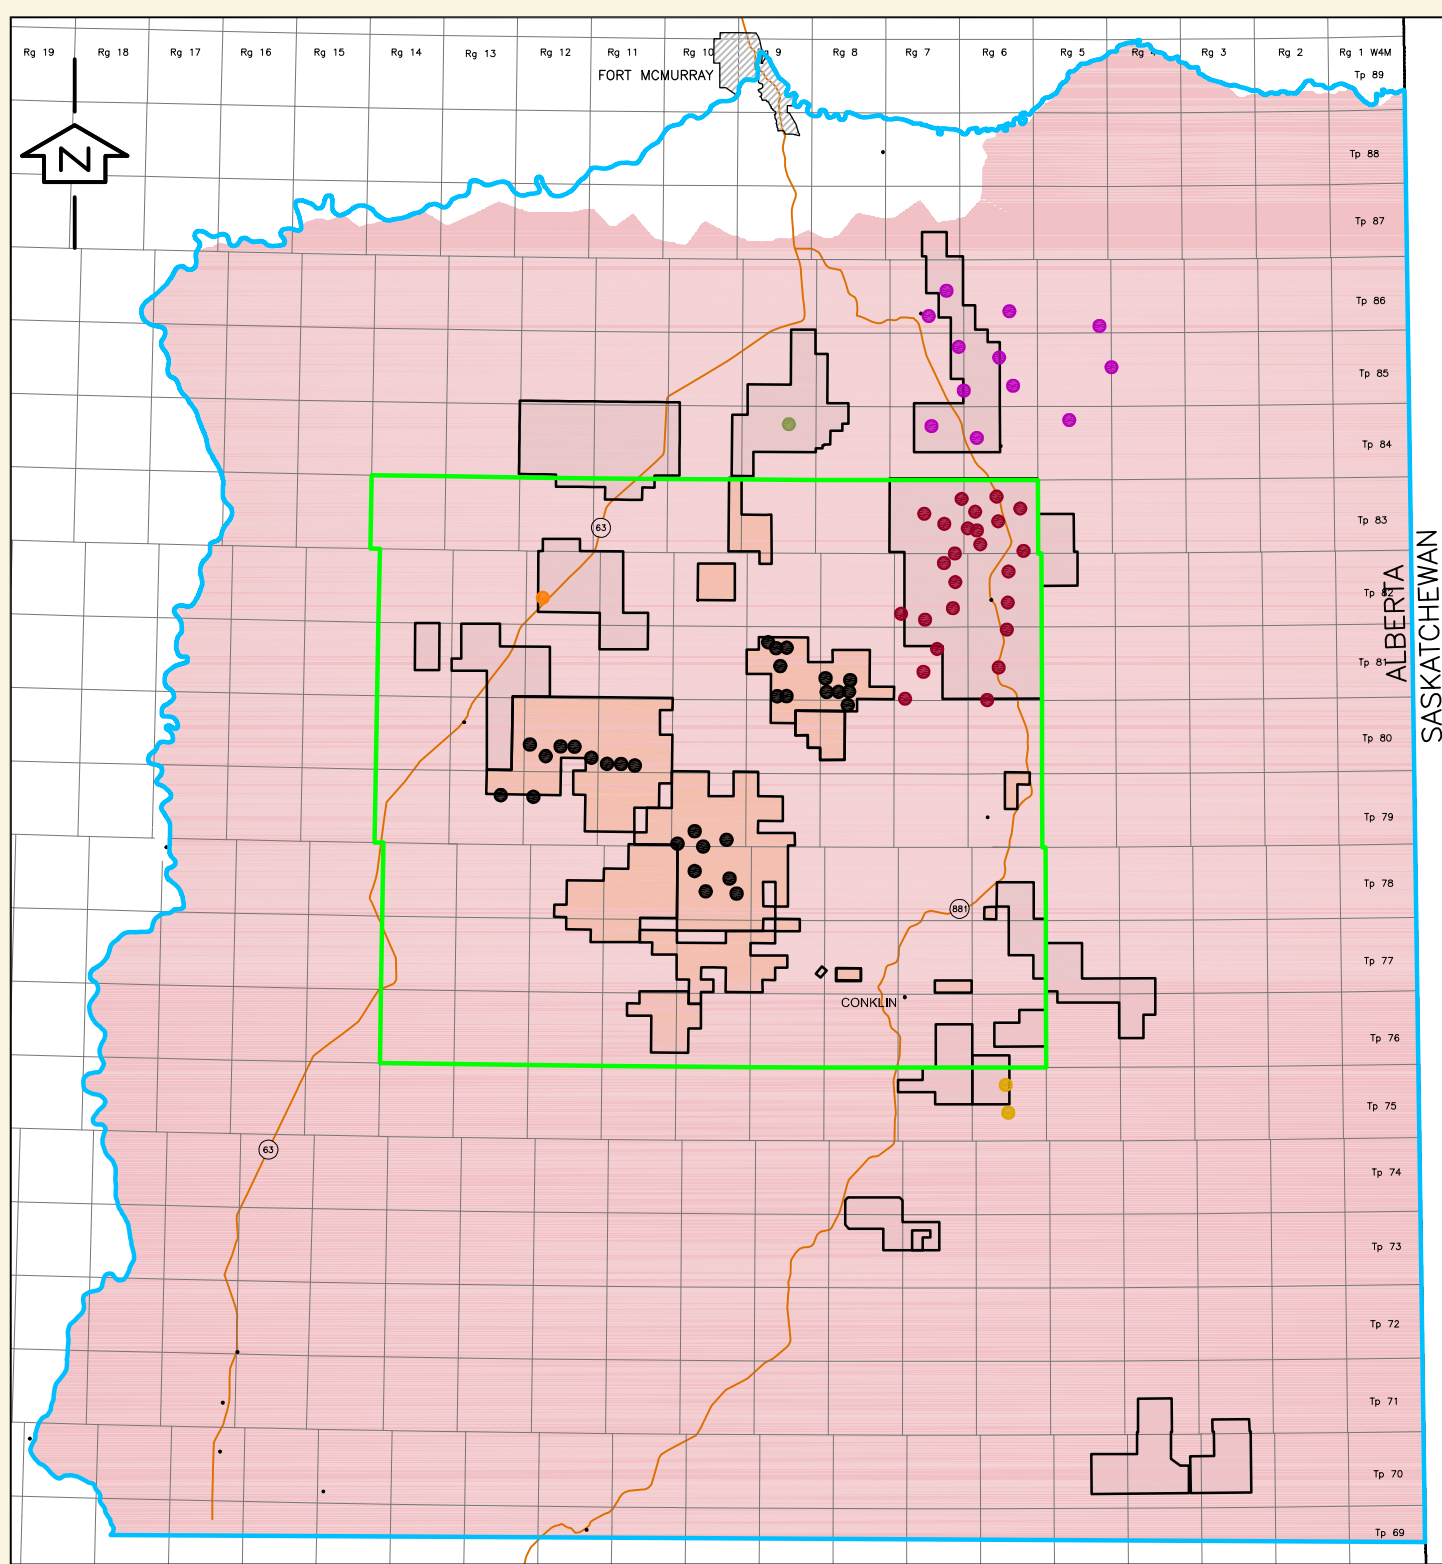 Rg 19
Rg 18
Rg 17
Rg 16
Rg 15
Rg 14
Rg 13
Rg 12
Rg 11
Rg 10
9
Rg 8
Rg 7
Rg 6
Rg 5
Rg 4
Rg 3
Rg 2
Rg 1 W4M
FORT MCMURRAY
Tp 89
N
Tp 88
Tp 87
Tp 86
Tp 85
Tp 84
63
Tp 83
Tp 82
ALBERTA
SASKATCHEWAN
Tp 81
Tp 80
Tp 79
Tp 78
881
Tp 77
CONKLIN
Tp 76
Tp 75
63
Tp 74
Tp 73
Tp 72
Tp 71
Tp 70
Tp 69